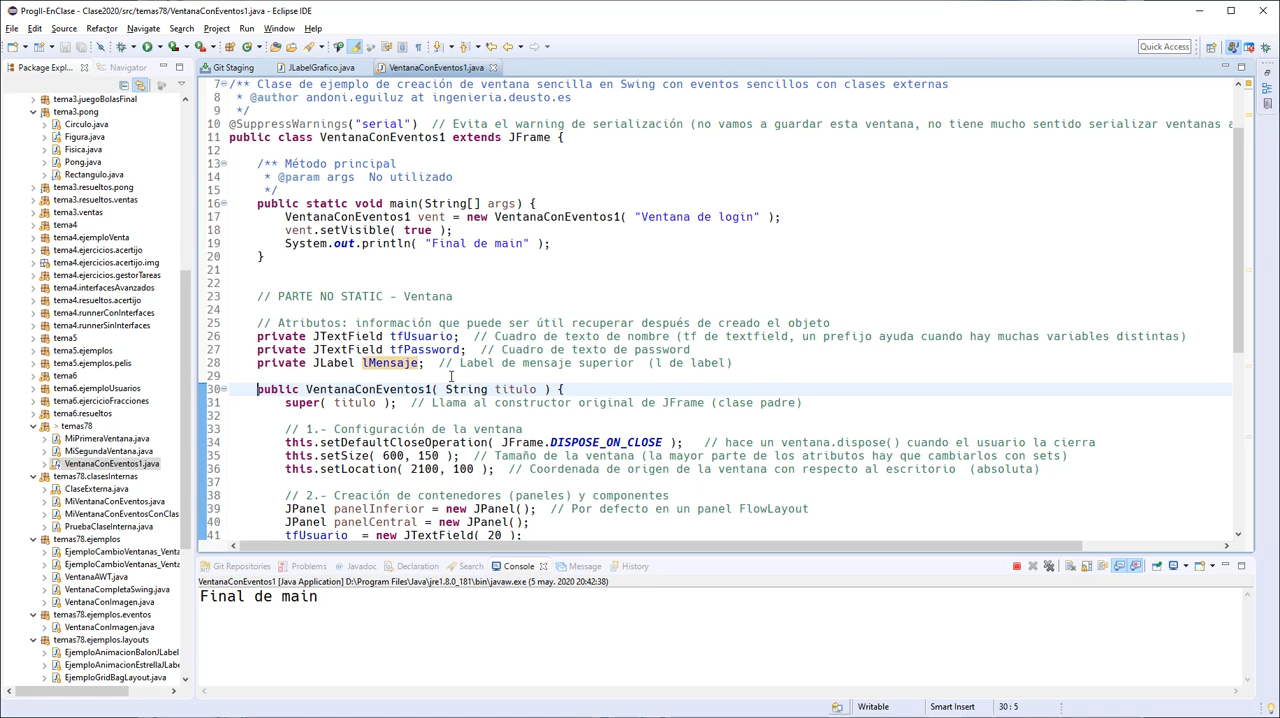 ProgII-EnClase - Clase2020/src/temas78/VentanaConEventos1.java - Eclipse IDE
File Edit Source Refactor Navigate Search Project Run Window Help
Quick Access
Package Expl...
Navigator
Git Staging
JLabelGrafico.java
VentanaConEventos1.java
tema3.juegoBolasFinal
tema3.pong
Circulo.java
Figura.java
Fisica.java
Pong.java
Rectangulo.java
tema3.resueltos.pong
tema3.resueltos.ventas
tema3.ventas
tema4
tema4.ejemploVenta
tema4.ejercicios.acertijo
tema4.ejercicios.acertijo.img
tema4.ejercicios.gestorTareas
tema4.interfacesAvanzados
tema4.resueltos.acertijo
tema4.runnerConInterfaces
tema4.runnerSinInterfaces
tema5
tema5.ejemplos
tema5.ejemplos.pelis
tema6
tema6.ejemploUsuarios
tema6.ejercicioFracciones
tema6.resueltos
> temas78
MiPrimeraVentana.java
MiSegundaVentana.java
VentanaConEventos1.java
temas78.clasesInternas
ClaseExterna.java
MiVentanaConEventos.java
MiVentanaConEventosConClas
PruebaClaseInterna.java
temas78.ejemplos
EjemploCambioVentanas_Venta
EjemploCambioVentanas_Venta
VentanaAWT.java
VentanaCompletaSwing.java
VentanaConImagen.java
temas78.ejemplos.eventos
VentanaConImagen.java
temas78.ejemplos.layouts
EjemploAnimacionBalonJLabel
EjemploAnimacionEstrellaJLabel
EjemploGridBagLayout.java
7 /** Clase de ejemplo de creación de ventana sencilla en Swing con eventos sencillos con clases externas
8 * @author andoni.eguiluz at ingenieria.deusto.es
9 */
10 @SuppressWarnings("serial") // Evita el warning de serialización (no vamos a guardar esta ventana, no tiene mucho sentido serializar ventanas a
11 public class VentanaConEventos1 extends JFrame {
12
13 /** Método principal
14 * @param args No utilizado
15 */
16 public static void main(String[] args) {
17 VentanaConEventos1 vent = new VentanaConEventos1( "Ventana de login" );
18 vent.setVisible( true );
19 System.out.println( "Final de main" );
20 }
21
22
23 // PARTE NO STATIC - Ventana
24
25 // Atributos: información que puede ser útil recuperar después de creado el objeto
26 private JTextField tfUsuario; // Cuadro de texto de nombre (tf de textfield, un prefijo ayuda cuando hay muchas variables distintas)
27 private JTextField tfPassword; // Cuadro de texto de password
28 private JLabel lMensaje; // Label de mensaje superior (l de label)
29
30 public VentanaConEventos1( String titulo ) {
31 super( titulo ); // Llama al constructor original de JFrame (clase padre)
32
33 // 1.- Configuración de la ventana
34 this.setDefaultCloseOperation( JFrame.DISPOSE_ON_CLOSE ); // hace un ventana.dispose() cuando el usuario la cierra
35 this.setSize( 600, 150 ); // Tamaño de la ventana (la mayor parte de los atributos hay que cambiarlos con sets)
36 this.setLocation( 2100, 100 ); // Coordenada de origen de la ventana con respecto al escritorio (absoluta)
37
38 // 2.- Creación de contenedores (paneles) y componentes
39 JPanel panelInferior = new JPanel(); // Por defecto en un panel FlowLayout
40 JPanel panelCentral = new JPanel();
41 tfUsuario = new JTextField( 20 );
Git Repositories Problems Javadoc Declaration Search Console Message History
VentanaConEventos1 [Java Application] D:\Program Files\Java\jre1.8.0_181\bin\javaw.exe (5 may. 2020 20:42:38)
Final de main
Writable
Smart Insert
30 : 5